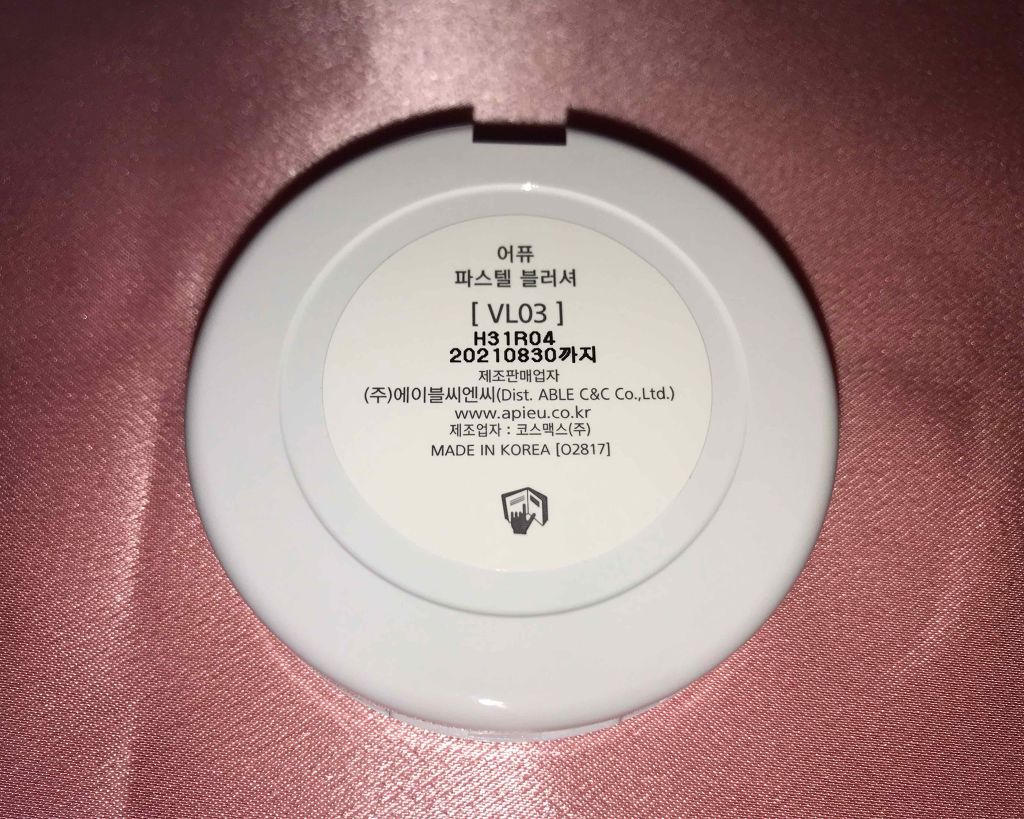 어퓨
파스텔 블러셔
[ VL03 ]
H31R04
20210830까지
제조판매업자
(주)에이블씨엔씨(Dist. ABLE C&C Co.,Ltd.)
www.apieu.co.kr
제조업자 : 코스맥스(주)
MADE IN KOREA [O2817]